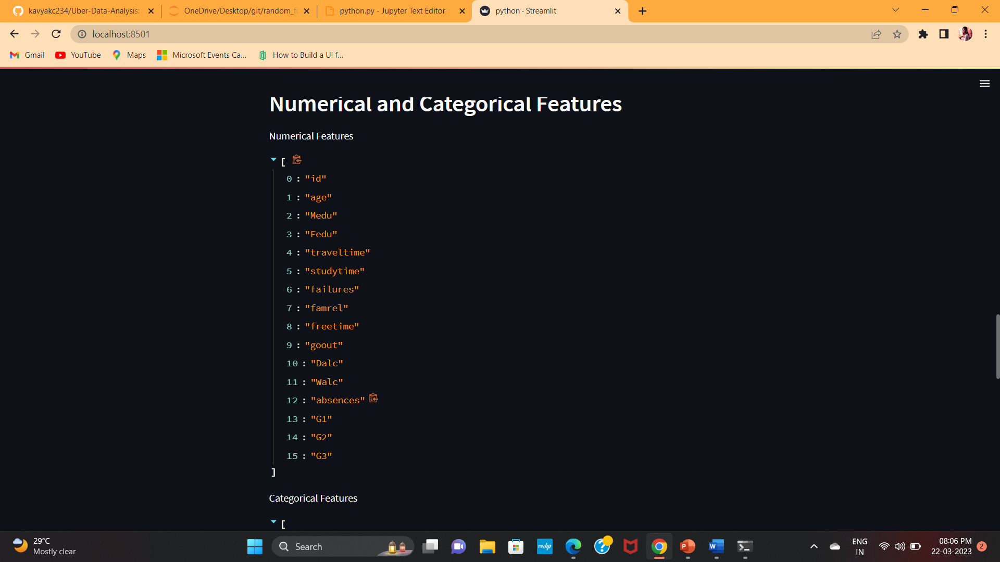 kavyakc234/Uber-Data-Analysis:
OneDrive/Desktop/git/random_f
python.py - Jupyter Text Editor
python · Streamlit
localhost:8501
Gmail
YouTube
Maps
Microsoft Events Ca...
How to Build a UI f...
Numerical and Categorical Features
Numerical Features
[
0 : "id"
1 : "age"
2 : "Medu"
3 : "Fedu"
4 : "traveltime"
5 : "studytime"
6 : "failures"
7 : "famrel"
8 : "freetime"
9 : "goout"
10 : "Dalc"
11 : "Walc"
12 : "absences"
13 : "G1"
14 : "G2"
15 : "G3"
]
Categorical Features
[
29°C
Mostly clear
Search
myhp
ENG
IN
08:06 PM
22-03-2023
2